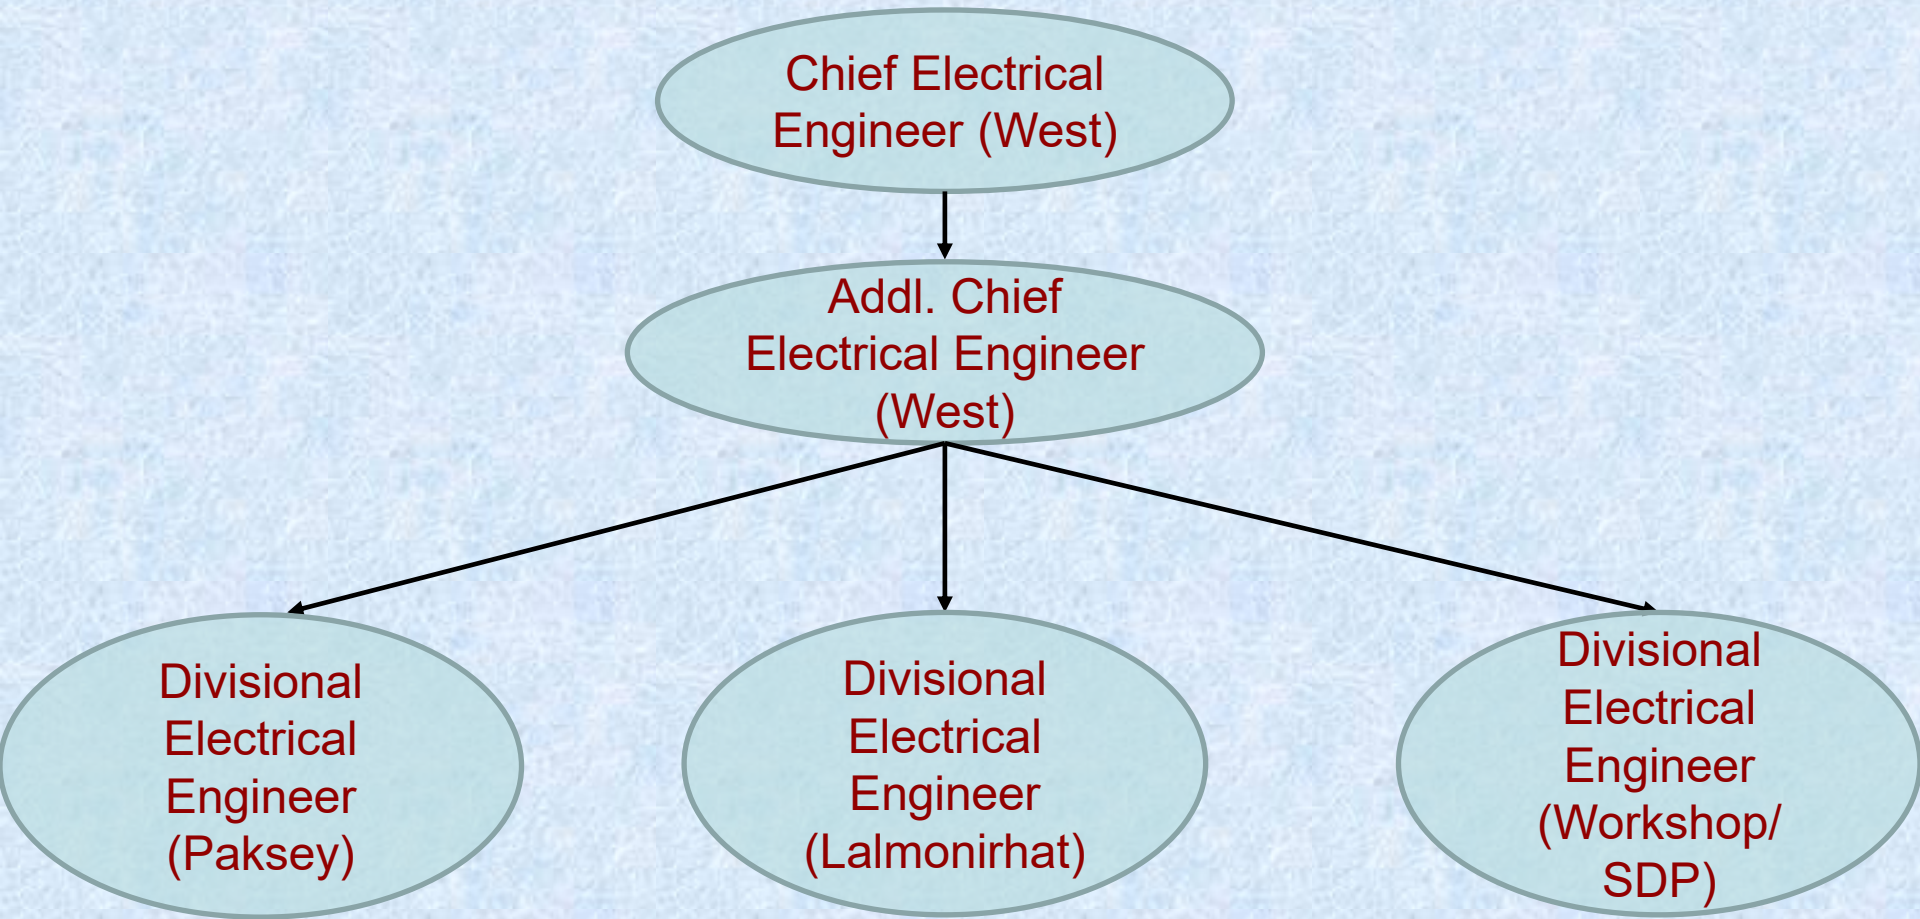 Chief Electrical
Engineer (West)
Addl. Chief
Electrical Engineer
(West)
Divisional
Electrical
Engineer
(Paksey)
Divisional
Electrical
Engineer
(Lalmonirhat)
Divisional
Electrical
Engineer
(Workshop/
SDP)